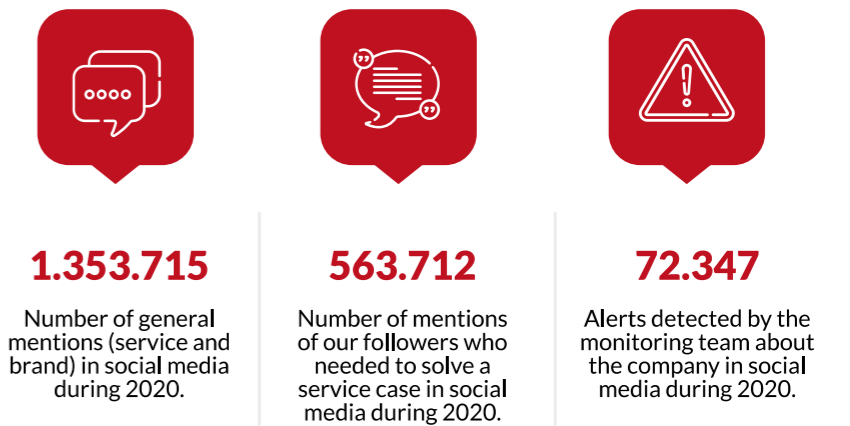 1.353.715
Number of general
mentions (service and
brand) in social media
during 2020.
563.712
Number of mentions
of our followers who
needed to solve a
service case in social
media during 2020.
72.347
Alerts detected by the
monitoring team about
the company in social
media during 2020.